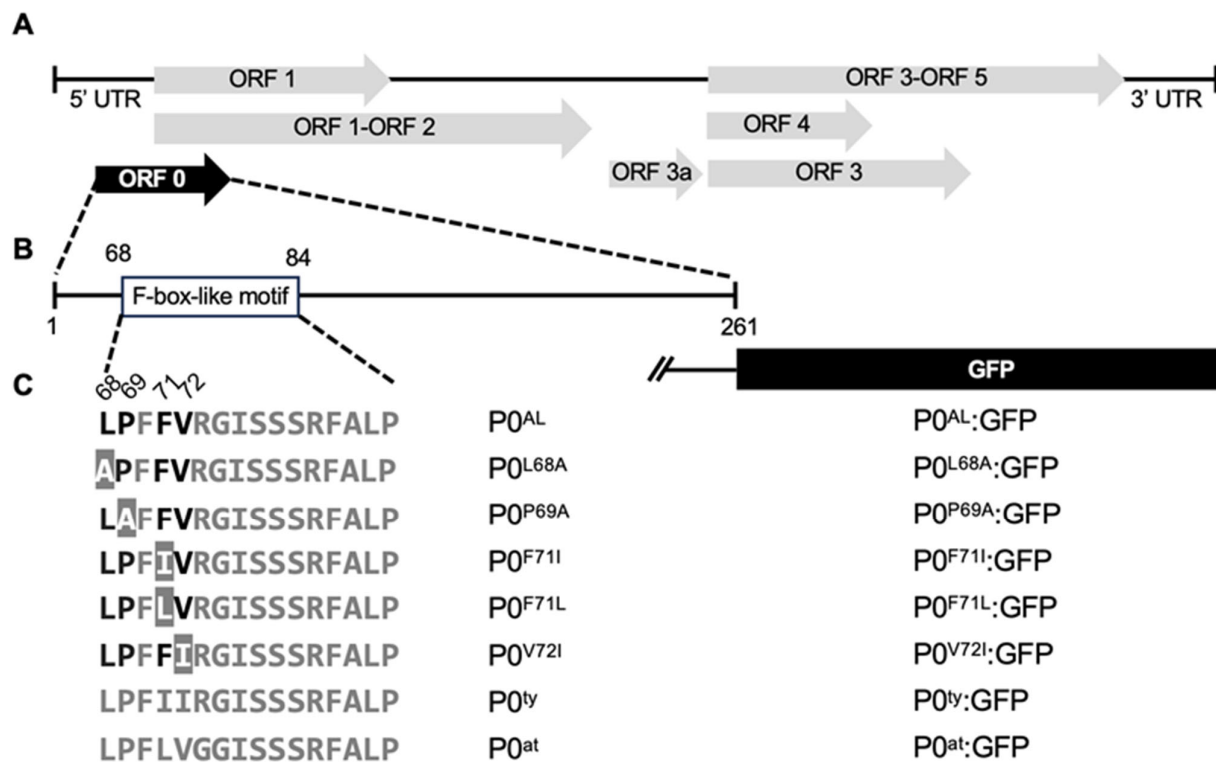 A
ORF 1
ORF 3-ORF 5
5’ UTR
3’ UTR
ORF 1-ORF 2
ORF 4
ORF 0
ORF 3a
ORF 3
B
68
84
F-box-like motif
1
261
GFP
C
68 69 71 72
LPFFVRGISSSRFALP P0ᴬᴸ P0ᴬᴸ:GFP
APFFVRGISSSRFALP P0L68A P0L68A:GFP
LAFFVRGISSSRFALP P0P69A P0P69A:GFP
LPFIVRGISSSRFALP P0F71I P0F71I:GFP
LPFLVRGISSSRFALP P0F71L P0F71L:GFP
LPFFIRGISSSRFALP P0V72I P0V72I:GFP
LPFIIRGISSSRFALP P0ty P0ty:GFP
LPFLVGGISSSRFALP P0at P0at:GFP